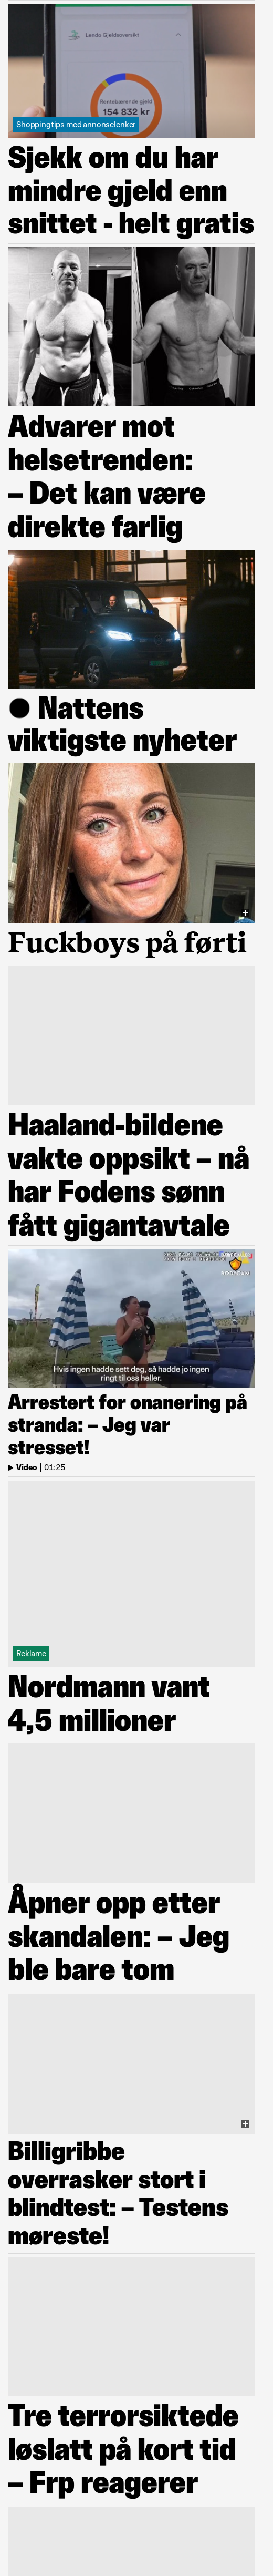 Lendo Gjeldsoversikt
Rentebærende gjeld
154 832 kr
Shoppingtips med annonselenker
Sjekk om du har
mindre gjeld enn
snittet - helt gratis
Advarer mot
helsetrenden:
– Det kan være
direkte farlig
Nattens
viktigste nyheter
Fuckboys på førti
Haaland-bildene
vakte oppsikt – nå
har Fodens sønn
fått gigantavtale
Hvis ingen hadde sett deg, så hadde jo ingen
ringt til oss heller.
Arrestert for onanering på
stranda: – Jeg var
stresset!
Video | 01:25
Reklame
Nordmann vant
4,5 millioner
Åpner opp etter
skandalen: – Jeg
ble bare tom
Billigribbe
overrasker stort i
blindtest: – Testens
møreste!
Tre terrorsiktede
løslatt på kort tid
– Frp reagerer